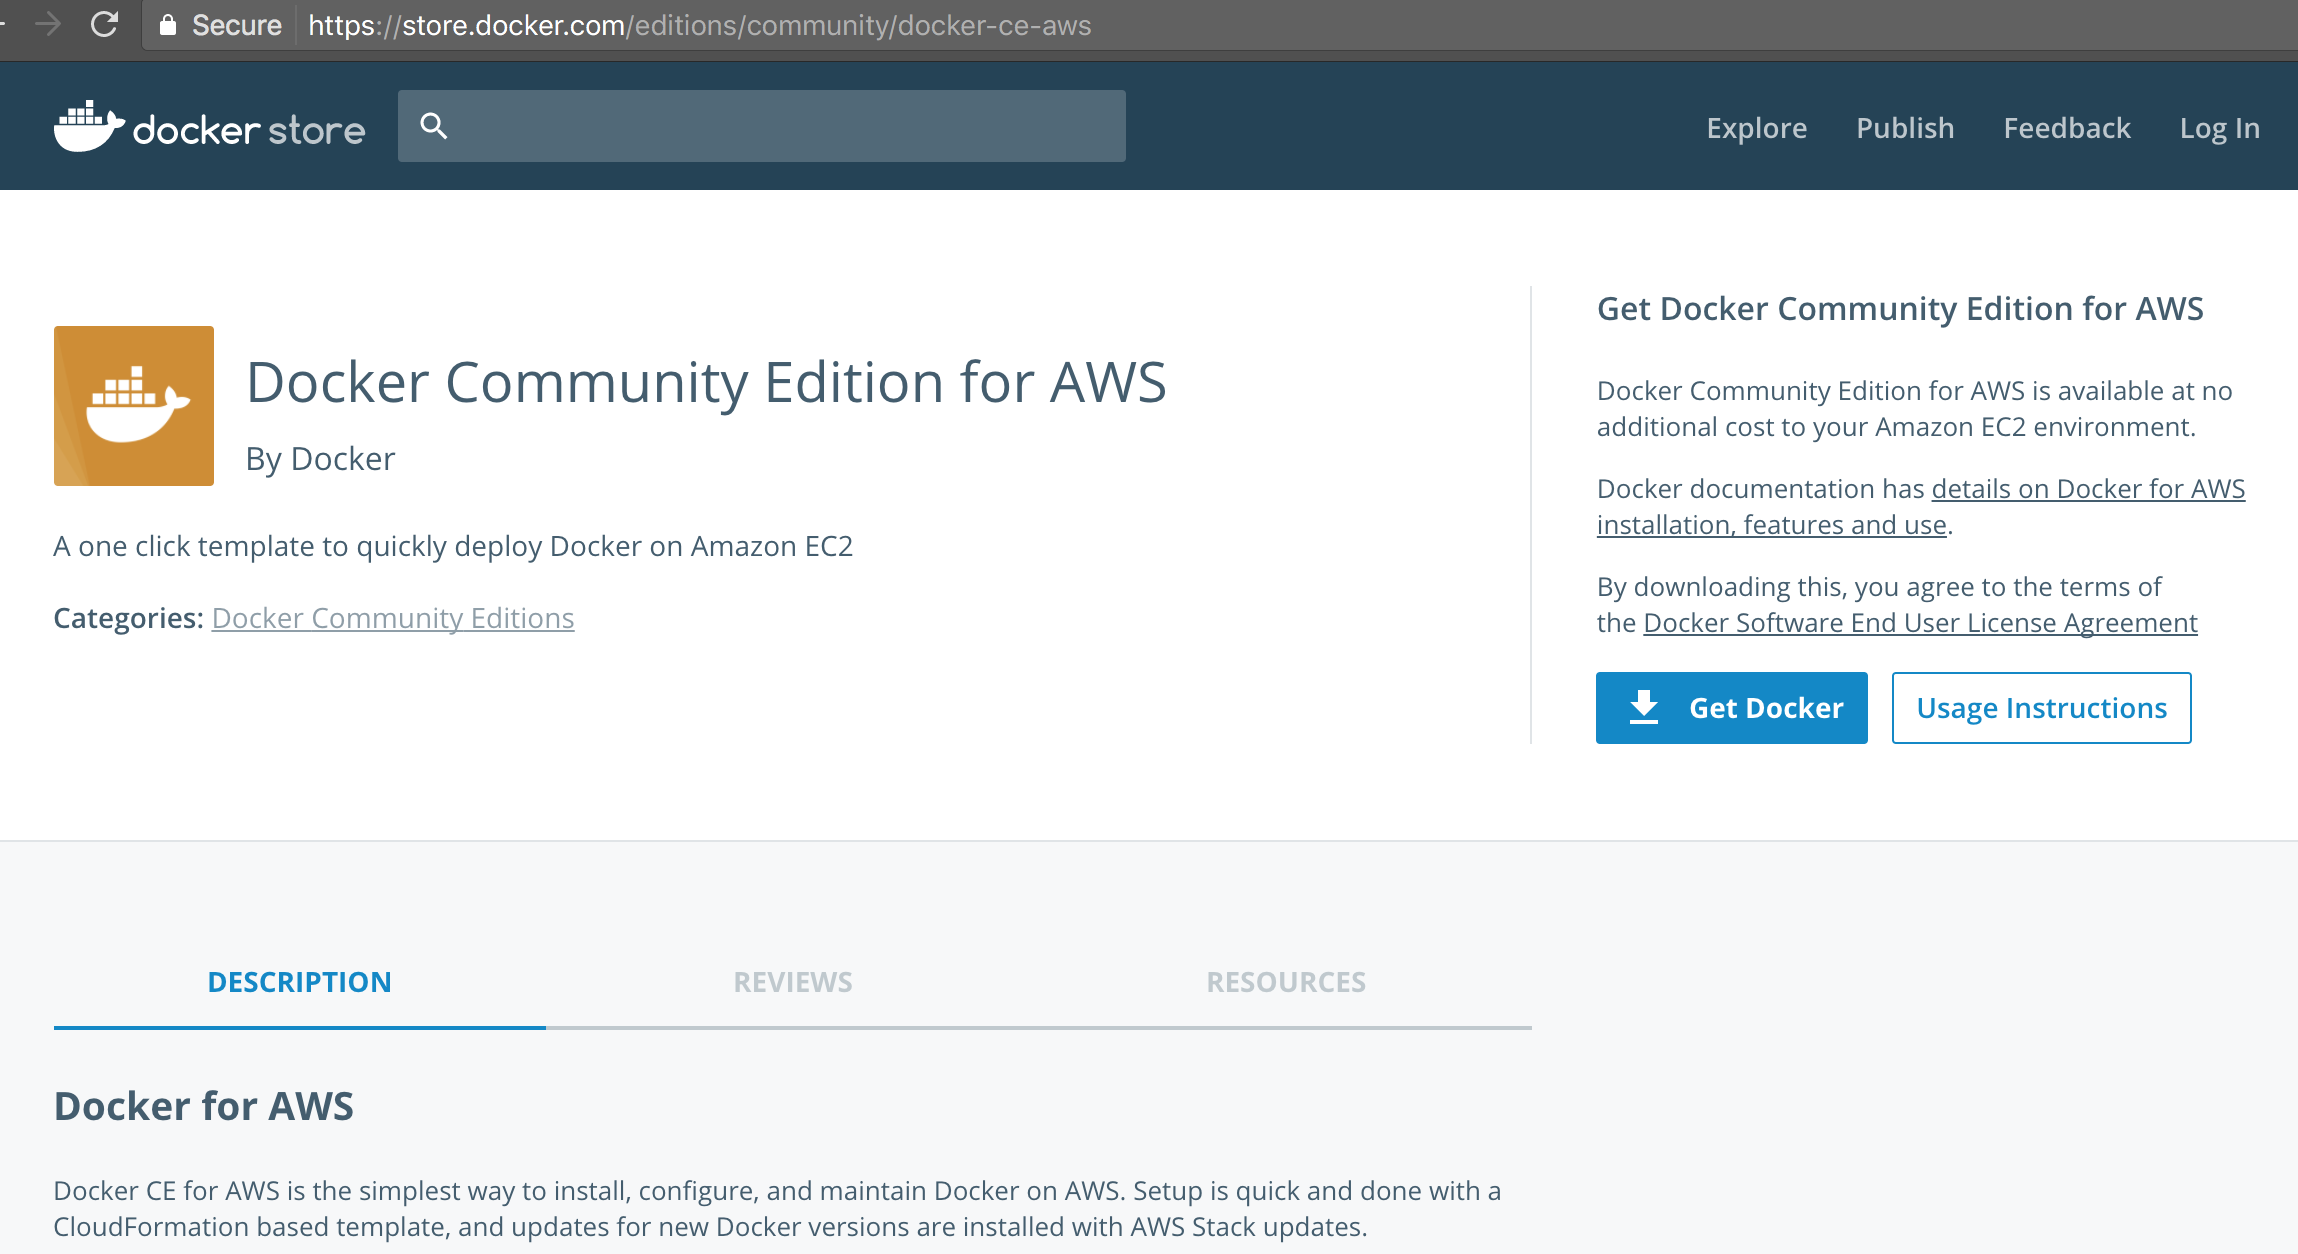 Secure https://store.docker.com/editions/community/docker-ce-aws
docker store
Explore Publish Feedback Log In
Docker Community Edition for AWS
By Docker
A one click template to quickly deploy Docker on Amazon EC2
Categories: Docker Community Editions
Get Docker Community Edition for AWS
Docker Community Edition for AWS is available at no
additional cost to your Amazon EC2 environment.
Docker documentation has details on Docker for AWS
installation, features and use.
By downloading this, you agree to the terms of
the Docker Software End User License Agreement
Get Docker Usage Instructions
DESCRIPTION REVIEWS RESOURCES
Docker for AWS
Docker CE for AWS is the simplest way to install, configure, and maintain Docker on AWS. Setup is quick and done with a
CloudFormation based template, and updates for new Docker versions are installed with AWS Stack updates.